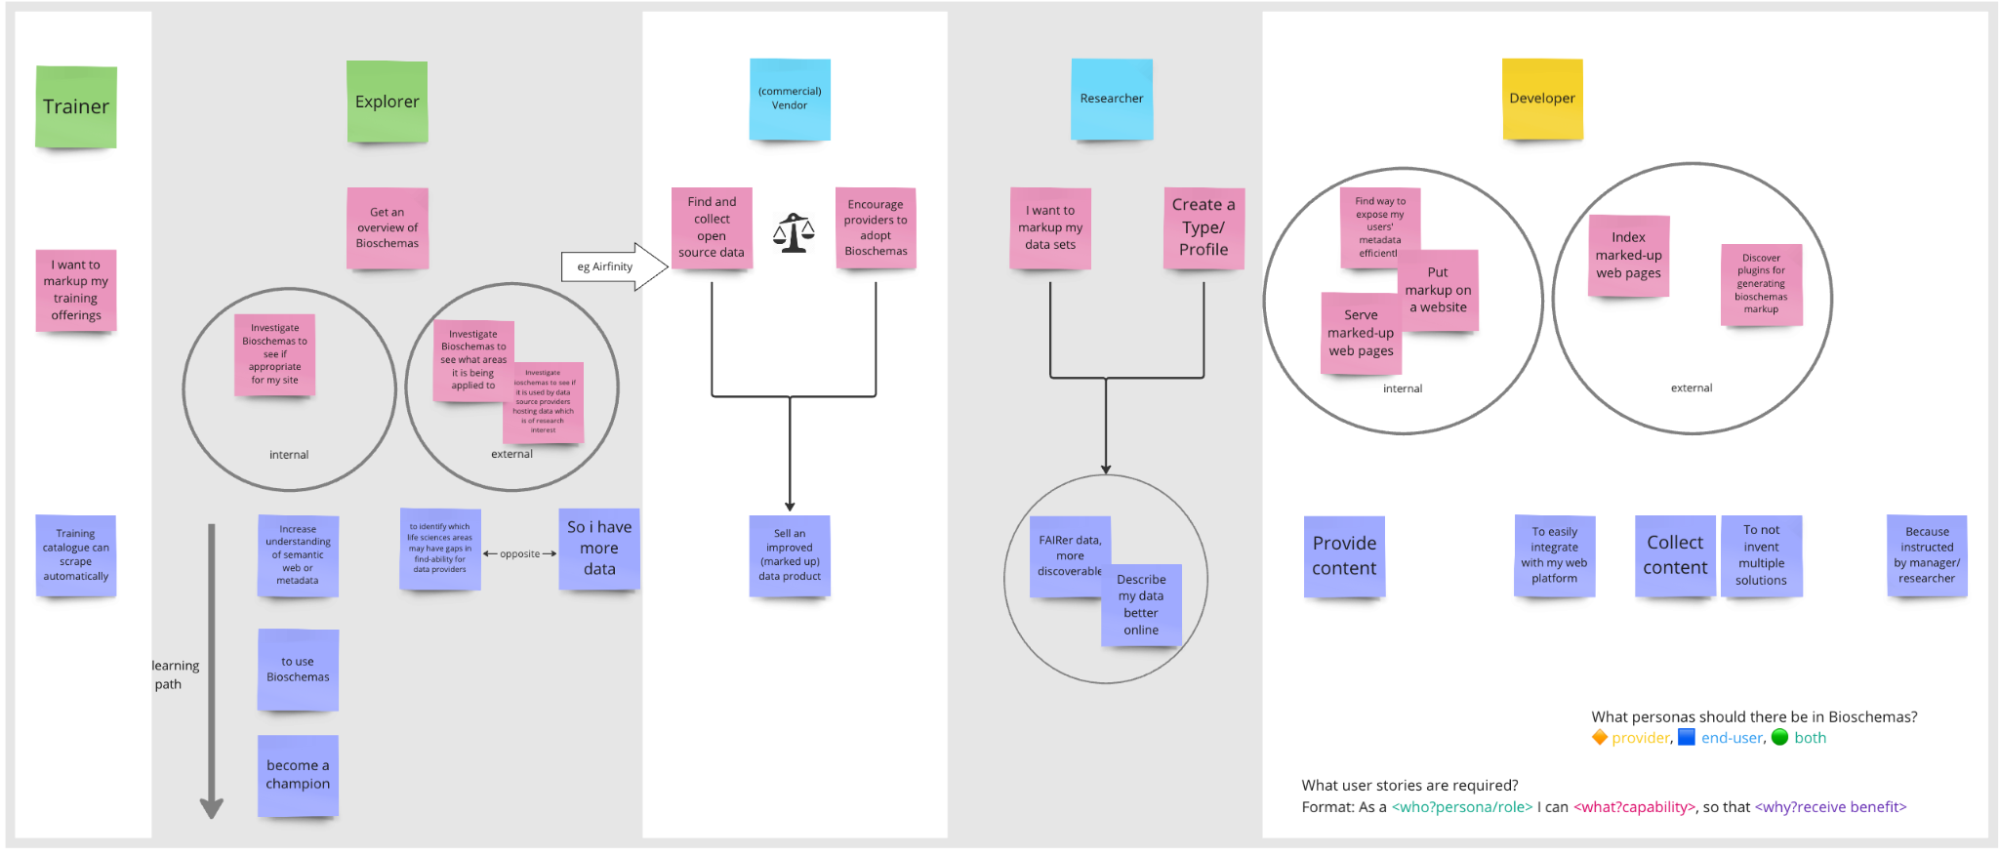 Trainer
I want to
markup my
training
offerings
Training
catalogue can
scrape
automatically
Explorer
Get an
overview of
Bioschemas
Investigate
Bioschemas to
see if
appropriate
for my site
internal
Investigate
Bioschemas to
see what areas
it is being
applied to
Investigate
ioschemas to see if
it is used by data
source providers
hosting data which
is of research
interest
external
learning
path
Increase
understanding
of semantic
web or
metadata
to use
Bioschemas
become a
champion
to identify which
life sciences areas
may have gaps in
find-ability for
data providers
opposite
So i have
more
data
(commercial)
Vendor
eg Airfinity
Find and
collect
open
source data
Encourage
providers to
adopt
Bioschemas
Sell an
improved
(marked up)
data product
Researcher
I want to
markup my
data sets
Create a
Type/
Profile
FAIRer data,
more
discoverable
Describe
my data
better
online
Developer
Find way to
expose my
users'
metadata
efficientl
Put
markup on
a website
Serve
marked-up
web pages
internal
Index
marked-up
web pages
Discover
plugins for
generating
bioschemas
markup
external
Provide
content
To easily
integrate
with my web
platform
Collect
content
To not
invent
multiple
solutions
Because
instructed
by manager/
researcher
What personas should there be in Bioschemas?
provider, end-user, both
What user stories are required?
Format: As a <who?persona/role> I can <what?capability>, so that <why?receive benefit>